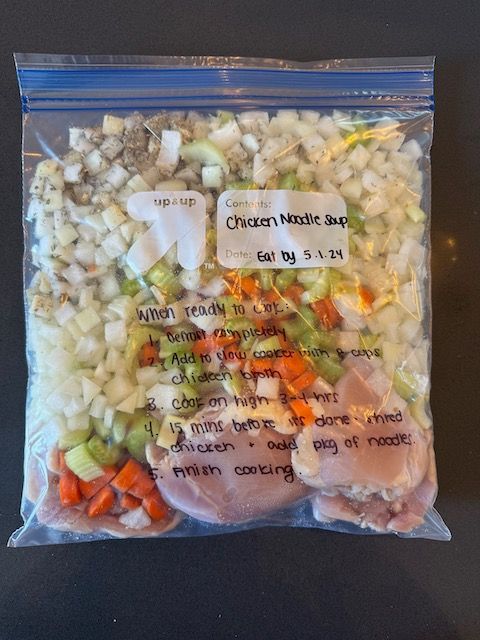 up&up
TM
Contents:
Chicken Noodle Soup
Date: Eat by 5.1.24
When ready to cook:
1. Defrost completely
2. Add to slow cooker with 8 cups
chicken broth
3. Cook on high 3-4 hrs
4. 15 mins before its done shred
chicken + add pkg of noodles.
5. Finish cooking.